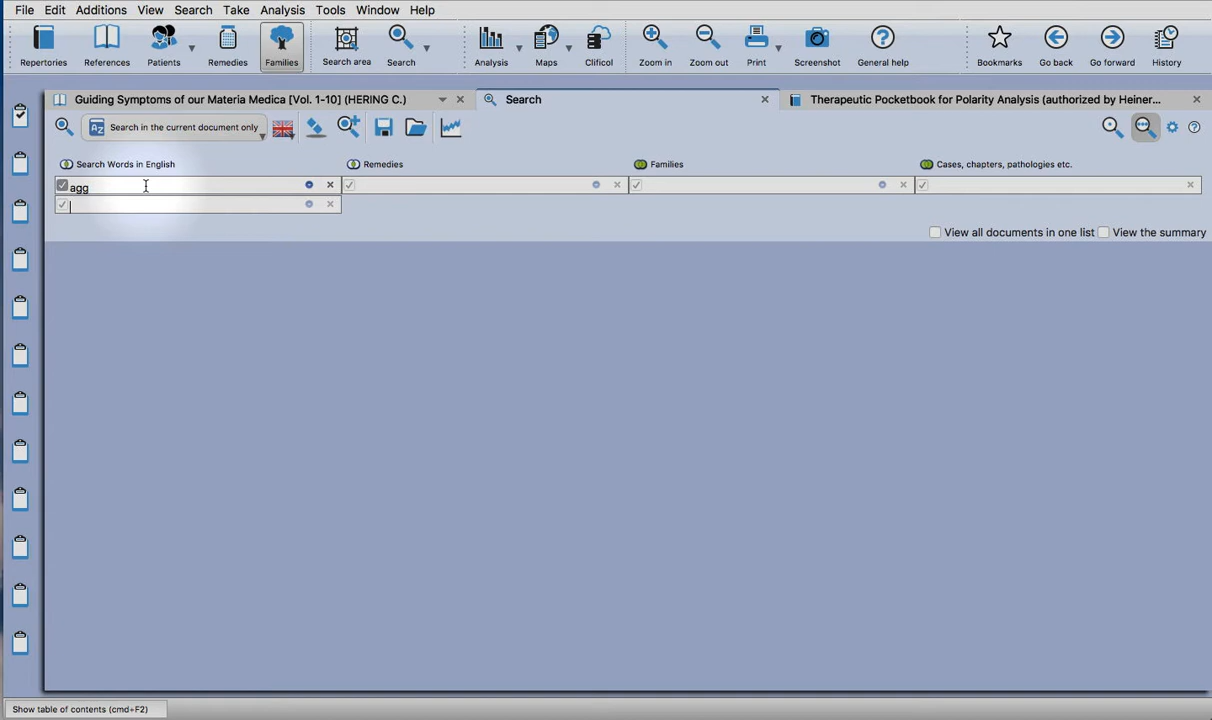 File Edit Additions View Search Take Analysis Tools Window Help
Repertories References Patients Remedies Families Search area Search Analysis Maps Clificol Zoom in Zoom out Print Screenshot General help Bookmarks Go back Go forward History
Guiding Symptoms of our Materia Medica [Vol. 1-10] (HERING C.) Search Therapeutic Pocketbook for Polarity Analysis (authorized by Heiner...
AZ Search in the current document only
Search Words in English Remedies Families Cases, chapters, pathologies etc.
agg
View all documents in one list View the summary
Show table of contents (cmd+F2)